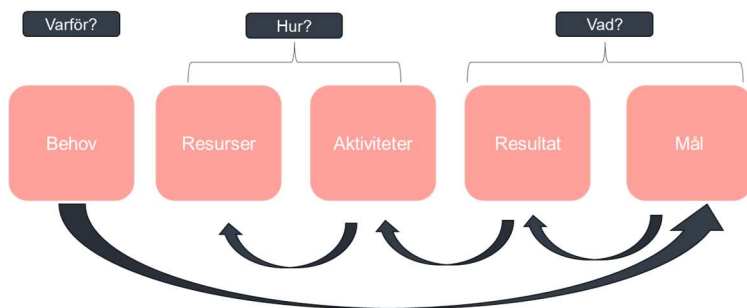 Varför?
Hur?
Vad?
Behov
Resurser
Aktiviteter
Resultat
Mål